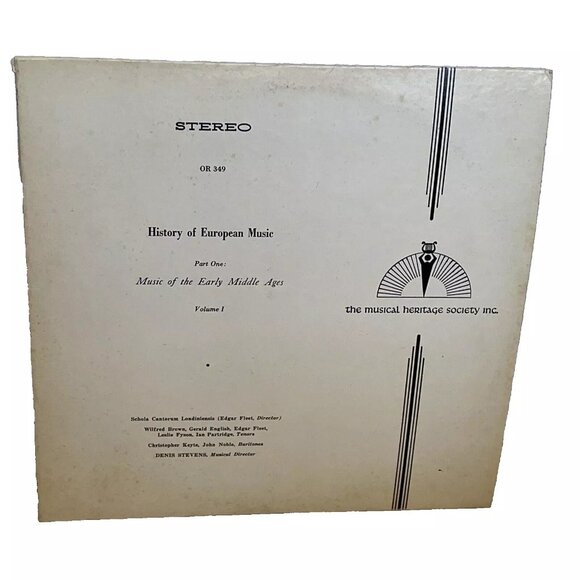 STEREO
OR 349
History of European Music
Part One:
Music of the Early Middle Ages
Volume I
the musical heritage society inc.
Schola Cantorum Londiniensis (Edgar Fleet, Director)
Wilfred Brown, Gerald English, Edgar Fleet,
Leslie Fyson, Ian Partridge, Tenors
Christopher Keyte, John Noble, Baritones
DENIS STEVENS, Musical Director